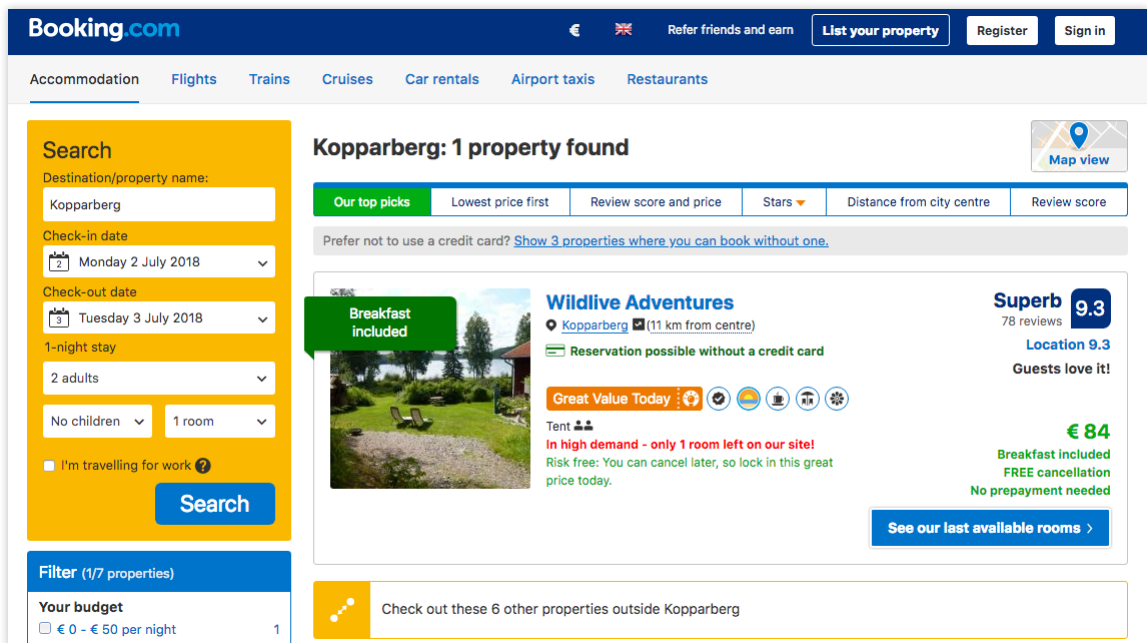 Booking.com
€
Refer friends and earn
List your property
Register
Sign in
Accommodation
Flights
Trains
Cruises
Car rentals
Airport taxis
Restaurants
Search
Destination/property name:
Kopparberg
Check-in date
2
Monday 2 July 2018
Check-out date
3
Tuesday 3 July 2018
1-night stay
2 adults
No children
1 room
I'm travelling for work ?
Search
Filter (1/7 properties)
Your budget
€ 0 - € 50 per night 1
Kopparberg: 1 property found
Map view
Our top picks
Lowest price first
Review score and price
Stars
Distance from city centre
Review score
Prefer not to use a credit card? Show 3 properties where you can book without one.
Breakfast
included
Wildlive Adventures
Kopparberg (11 km from centre)
Reservation possible without a credit card
Great Value Today
Tent
In high demand - only 1 room left on our site!
Risk free: You can cancel later, so lock in this great
price today.
Superb
78 reviews
9.3
Location 9.3
Guests love it!
€ 84
Breakfast included
FREE cancellation
No prepayment needed
See our last available rooms >
Check out these 6 other properties outside Kopparberg